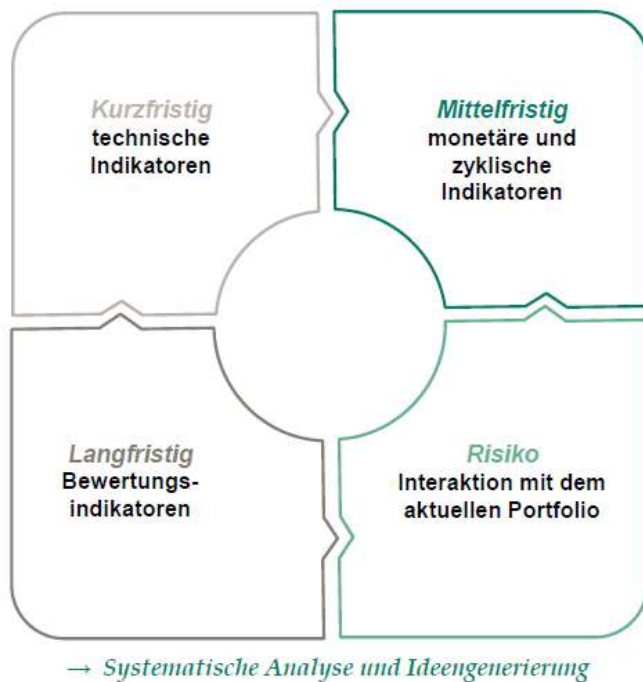 Kurzfristig
technische
Indikatoren
Mittelfristig
monetäre und
zyklische
Indikatoren
Langfristig
Bewertungs-
indikatoren
Risiko
Interaktion mit dem
aktuellen Portfolio
→ Systematische Analyse und Ideengenerierung